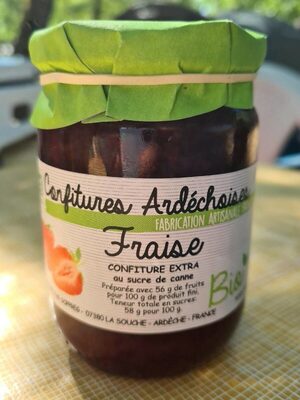 Confitures Ardéchoises
FABRICATION ARTISANALE
Fraise
CONFITURE EXTRA
au sucre de canne
Préparée avec 56 g de fruits
pour 100 g de produit fini.
Teneur totale en sucres:
58 g pour 100 g.
Bio
07380 LA SOUCHE - ARDÈCHE - FRANCE